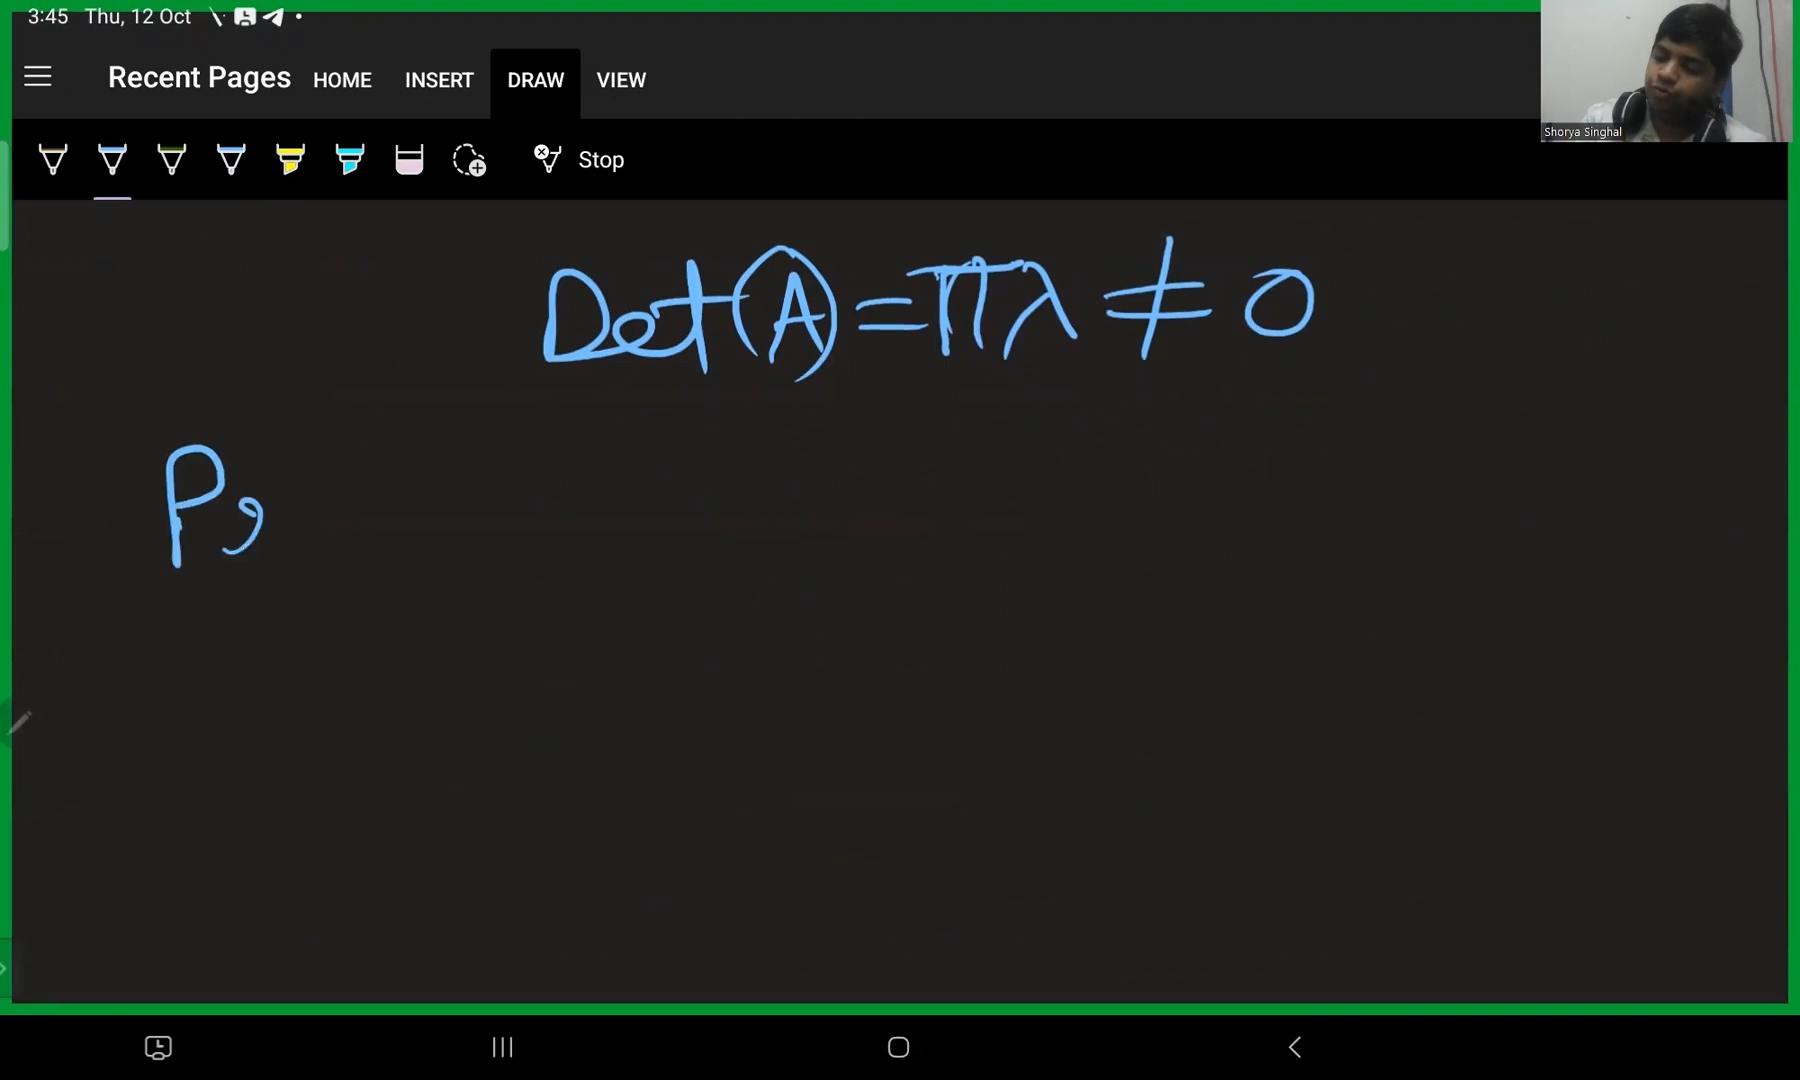 3:45 Thu, 12 Oct
Recent Pages HOME INSERT DRAW VIEW
Shorya Singhal
Stop
Det(A) = πλ ≠ 0
P,